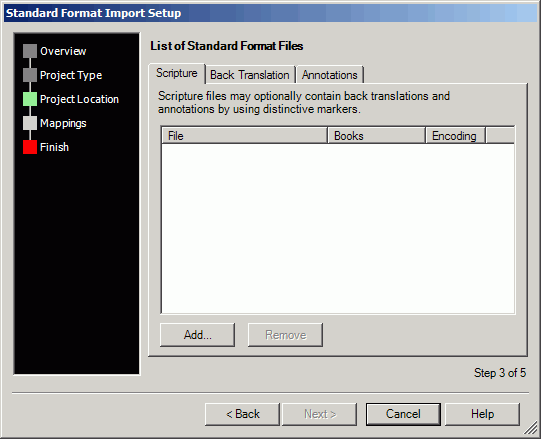 Standard Format Import Setup
Overview
Project Type
Project Location
Mappings
Finish
List of Standard Format Files
Scripture Back Translation Annotations
Scripture files may optionally contain back translations and
annotations by using distinctive markers.
File Books Encoding
Add... Remove
Step 3 of 5
< Back Next > Cancel Help